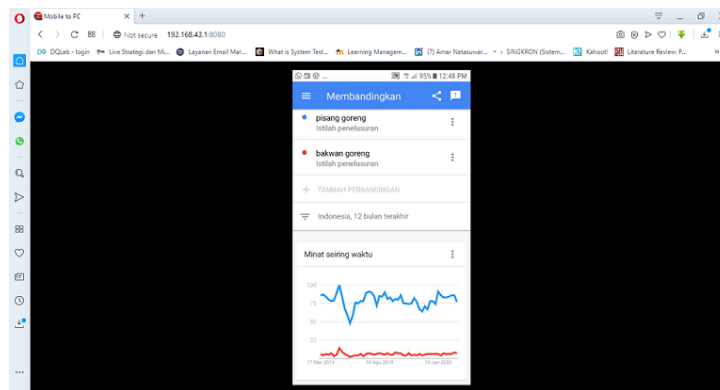 Mobile to PC
Not secure 192.168.43.1:8080
DQLab - login Live Strategi dan Mi... Layanan Email Mar... What is System Test... Learning Managem... (7) Amar Natasuwar... SINGKRON (Sistem... Kahoot! Literature Review: P...
95% 12:48 PM
Membandingkan
pisang goreng
Istilah penelusuran
bakwan goreng
Istilah penelusuran
+ TAMBAH PERBANDINGAN
Indonesia, 12 bulan terakhir
Minat seiring waktu
100
75
50
25
17 Mar 2019 18 Agu 2019 19 Jan 2020